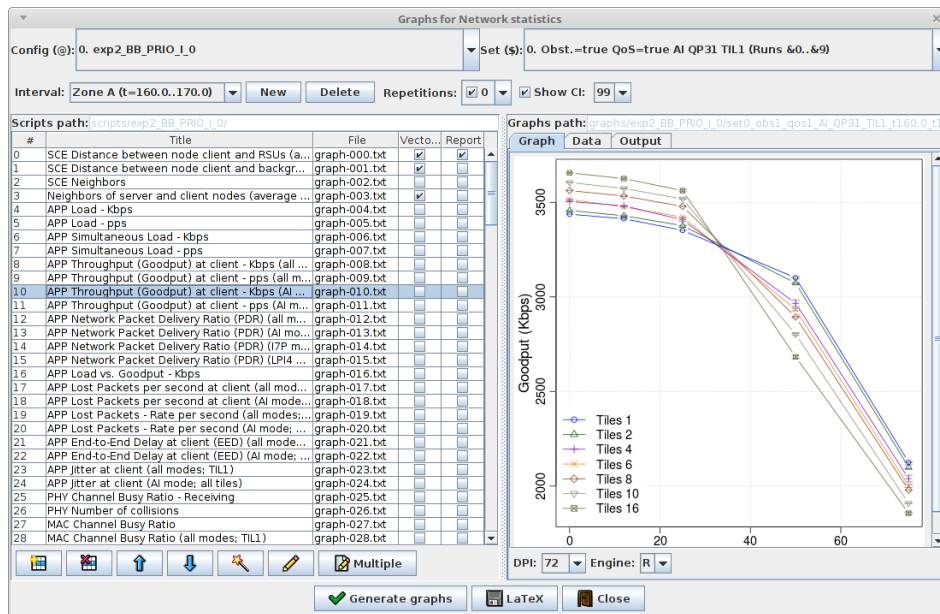 Graphs for Network statistics
Config (@): 0. exp2_BB_PRIO_I_0 Set ($): 0. Obst.=true QoS=true AI QP31 TIL1 (Runs &0..&9)
Interval: Zone A (t=160.0..170.0) New Delete Repetitions: 0 Show CI: 99
Scripts path: scripts/exp2_BB_PRIO_I_0/
# Title File Vecto... Report
0 SCE Distance between node client and RSUs (a... graph-000.txt
1 SCE Distance between node client and backgr... graph-001.txt
2 SCE Neighbors graph-002.txt
3 Neighbors of server and client nodes (average ... graph-003.txt
4 APP Load - Kbps graph-004.txt
5 APP Load - pps graph-005.txt
6 APP Simultaneous Load - Kbps graph-006.txt
7 APP Simultaneous Load - pps graph-007.txt
8 APP Throughput (Goodput) at client - Kbps (all ... graph-008.txt
9 APP Throughput (Goodput) at client - pps (all m... graph-009.txt
10 APP Throughput (Goodput) at client - Kbps (AI ... graph-010.txt
11 APP Throughput (Goodput) at client - pps (AI m... graph-011.txt
12 APP Network Packet Delivery Ratio (PDR) (all m... graph-012.txt
13 APP Network Packet Delivery Ratio (PDR) (AI mo... graph-013.txt
14 APP Network Packet Delivery Ratio (PDR) (I7P m... graph-014.txt
15 APP Network Packet Delivery Ratio (PDR) (LPI4 ... graph-015.txt
16 APP Load vs. Goodput - Kbps graph-016.txt
17 APP Lost Packets per second at client (all mod... graph-017.txt
18 APP Lost Packets per second at client (AI mode... graph-018.txt
19 APP Lost Packets - Rate per second (all modes;... graph-019.txt
20 APP Lost Packets - Rate per second (AI mode; ... graph-020.txt
21 APP End-to-End Delay at client (EED) (all mode... graph-021.txt
22 APP End-to-End Delay at client (EED) (AI mode; ... graph-022.txt
23 APP Jitter at client (all modes; TIL1) graph-023.txt
24 APP Jitter at client (AI mode; all tiles) graph-024.txt
25 PHY Channel Busy Ratio - Receiving graph-025.txt
26 PHY Number of collisions graph-026.txt
27 MAC Channel Busy Ratio graph-027.txt
28 MAC Channel Busy Ratio (all modes; TIL1) graph-028.txt
Multiple
Graphs path: graphs/exp2_BB_PRIO_I_0/set0_obs1_qos1_AI_QP31_TIL1_t160.0_t1
Graph Data Output
Goodput (Kbps)
3500
3000
2500
2000
Tiles 1
Tiles 2
Tiles 4
Tiles 6
Tiles 8
Tiles 10
Tiles 16
0 20 40 60
DPI: 72 Engine: R
Generate graphs LaTeX Close